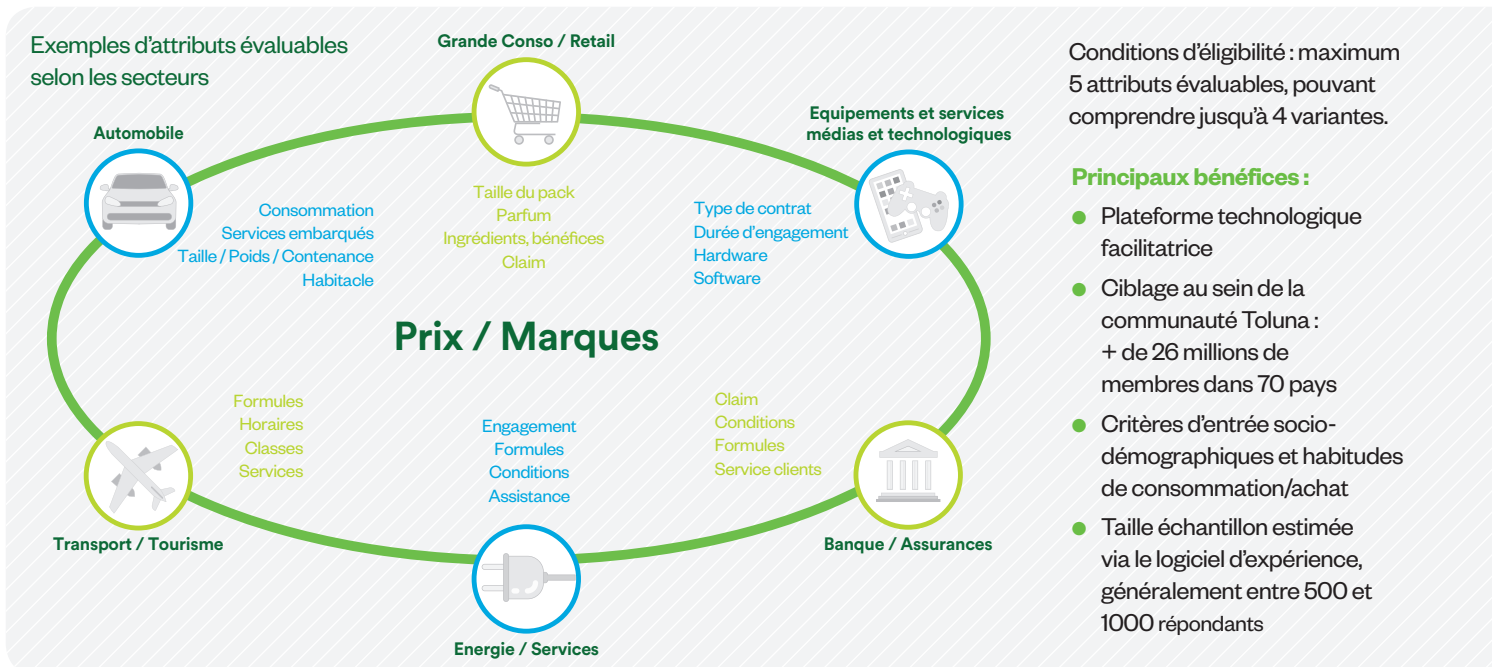 Exemples d'attributs évaluables
selon les secteurs
Grande Conso / Retail
Taille du pack
Parfum
Ingrédients, bénéfices
Claim
Equipements et services
médias et technologiques
Type de contrat
Durée d'engagement
Hardware
Software
Automobile
Consommation
Services embarqués
Taille / Poids / Contenance
Habitacle
Prix / Marques
Formules
Horaires
Classes
Services
Transport / Tourisme
Engagement
Formules
Conditions
Assistance
Energie / Services
Claim
Conditions
Formules
Service clients
Banque / Assurances
Conditions d'éligibilité : maximum
5 attributs évaluables, pouvant
comprendre jusqu'à 4 variantes.
Principaux bénéfices :
Plateforme technologique
facilitatrice
Ciblage au sein de la
communauté Toluna :
+ de 26 millions de
membres dans 70 pays
Critères d'entrée socio-
démographiques et habitudes
de consommation/achat
Taille échantillon estimée
via le logiciel d'expérience,
généralement entre 500 et
1000 répondants